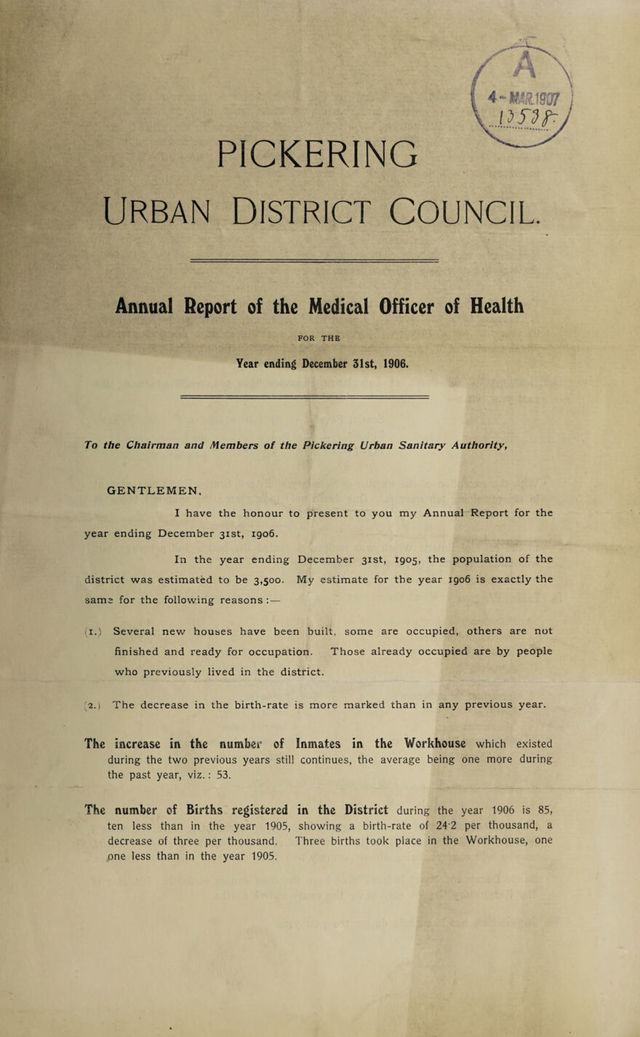 A
4-MAR.1907
13538
PICKERING
URBAN DISTRICT COUNCIL.
Annual Report of the Medical Officer of Health
FOR THE
Year ending December 31st, 1906.
To the Chairman and Members of the Pickering Urban Sanitary Authority,
GENTLEMEN,
I have the honour to present to you my Annual Report for the
year ending December 31st, 1906.
In the year ending December 31st, 1905, the population of the
district was estimated to be 3,500. My estimate for the year 1906 is exactly the
same for the following reasons:—
(1.) Several new houses have been built, some are occupied, others are not
finished and ready for occupation. Those already occupied are by people
who previously lived in the district.
(2.) The decrease in the birth-rate is more marked than in any previous year.
The increase in the number of Inmates in the Workhouse which existed
during the two previous years still continues, the average being one more during
the past year, viz.: 53.
The number of Births registered in the District during the year 1906 is 85,
ten less than in the year 1905, showing a birth-rate of 24·2 per thousand, a
decrease of three per thousand. Three births took place in the Workhouse, one
one less than in the year 1905.